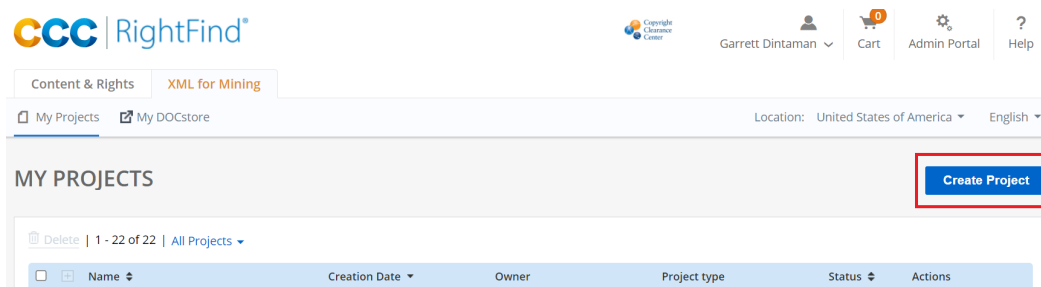 CCC RightFind®
Copyright
Clearance
Center
Garrett Dintaman
0
Cart
Admin Portal
?
Help
Content & Rights
XML for Mining
My Projects
My DOCstore
Location: United States of America
English
MY PROJECTS
Create Project
Delete | 1 - 22 of 22 | All Projects
Name
Creation Date
Owner
Project type
Status
Actions